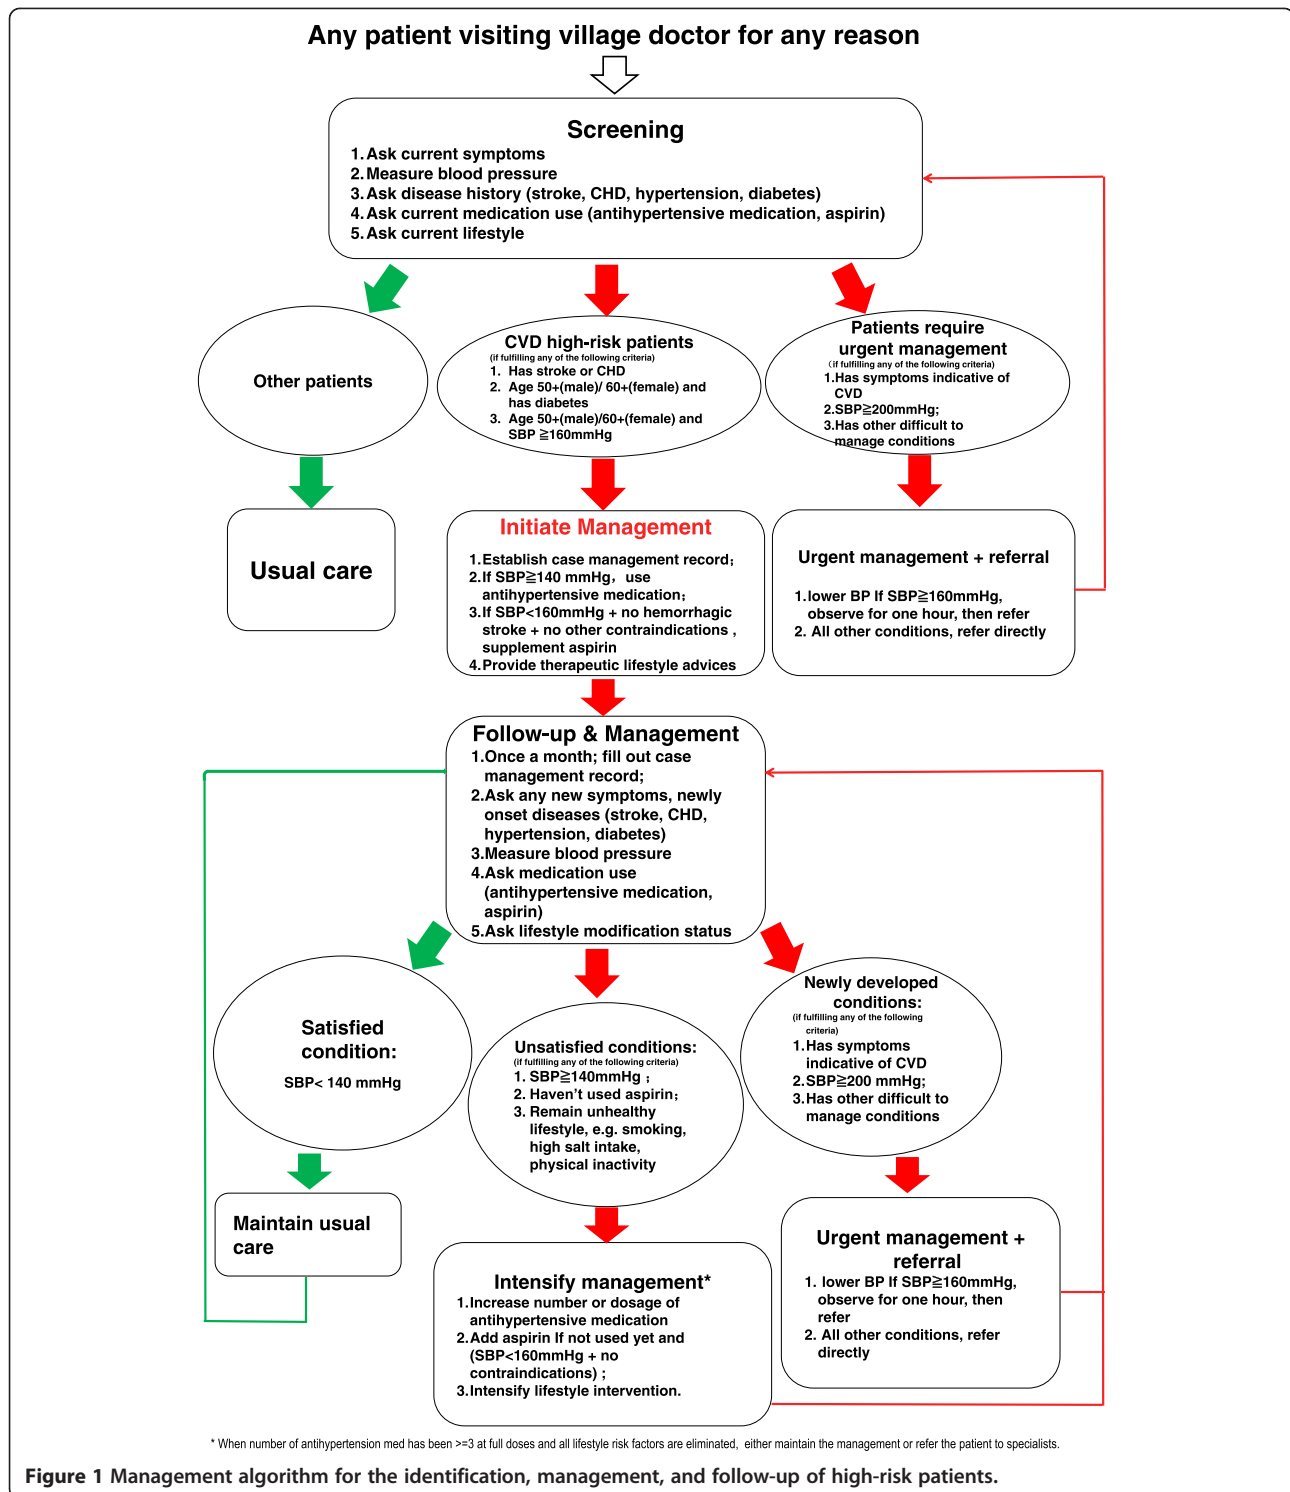 Any patient visiting village doctor for any reason
Screening
1. Ask current symptoms
2. Measure blood pressure
3. Ask disease history (stroke, CHD, hypertension, diabetes)
4. Ask current medication use (antihypertensive medication, aspirin)
5. Ask current lifestyle
Other patients
CVD high-risk patients
(if fulfilling any of the following criteria)
1. Has stroke or CHD
2. Age 50+(male)/ 60+(female) and
has diabetes
3. Age 50+(male)/60+(female) and
SBP ≧160mmHg
Patients require
urgent management
(if fulfilling any of the following criteria)
1.Has symptoms indicative of
CVD
2.SBP≧200mmHg;
3.Has other difficult to
manage conditions
Usual care
Initiate Management
1.Establish case management record;
2.If SBP≧140 mmHg, use
antihypertensive medication;
3.If SBP<160mmHg + no hemorrhagic
stroke + no other contraindications ,
supplement aspirin
4.Provide therapeutic lifestyle advices
Urgent management + referral
1.lower BP If SBP≧160mmHg,
observe for one hour, then refer
2. All other conditions, refer directly
Follow-up & Management
1.Once a month; fill out case
management record;
2.Ask any new symptoms, newly
onset diseases (stroke, CHD,
hypertension, diabetes)
3.Measure blood pressure
4.Ask medication use
(antihypertensive medication,
aspirin)
5.Ask lifestyle modification status
Satisfied
condition:
SBP< 140 mmHg
Unsatisfied conditions:
(if fulfilling any of the following criteria)
1. SBP≧140mmHg ;
2. Haven't used aspirin;
3. Remain unhealthy
lifestyle, e.g. smoking,
high salt intake,
physical inactivity
Newly developed
conditions:
(if fulfilling any of the following
criteria)
1.Has symptoms
indicative of CVD
2.SBP≧200 mmHg;
3.Has other difficult to
manage conditions
Maintain usual
care
Intensify management*
1.Increase number or dosage of
antihypertensive medication
2.Add aspirin If not used yet and
(SBP<160mmHg + no
contraindications) ;
3.Intensify lifestyle intervention.
Urgent management +
referral
1. lower BP If SBP≧160mmHg,
observe for one hour, then
refer
2. All other conditions, refer
directly
* When number of antihypertension med has been >=3 at full doses and all lifestyle risk factors are eliminated, either maintain the management or refer the patient to specialists.
Figure 1 Management algorithm for the identification, management, and follow-up of high-risk patients.